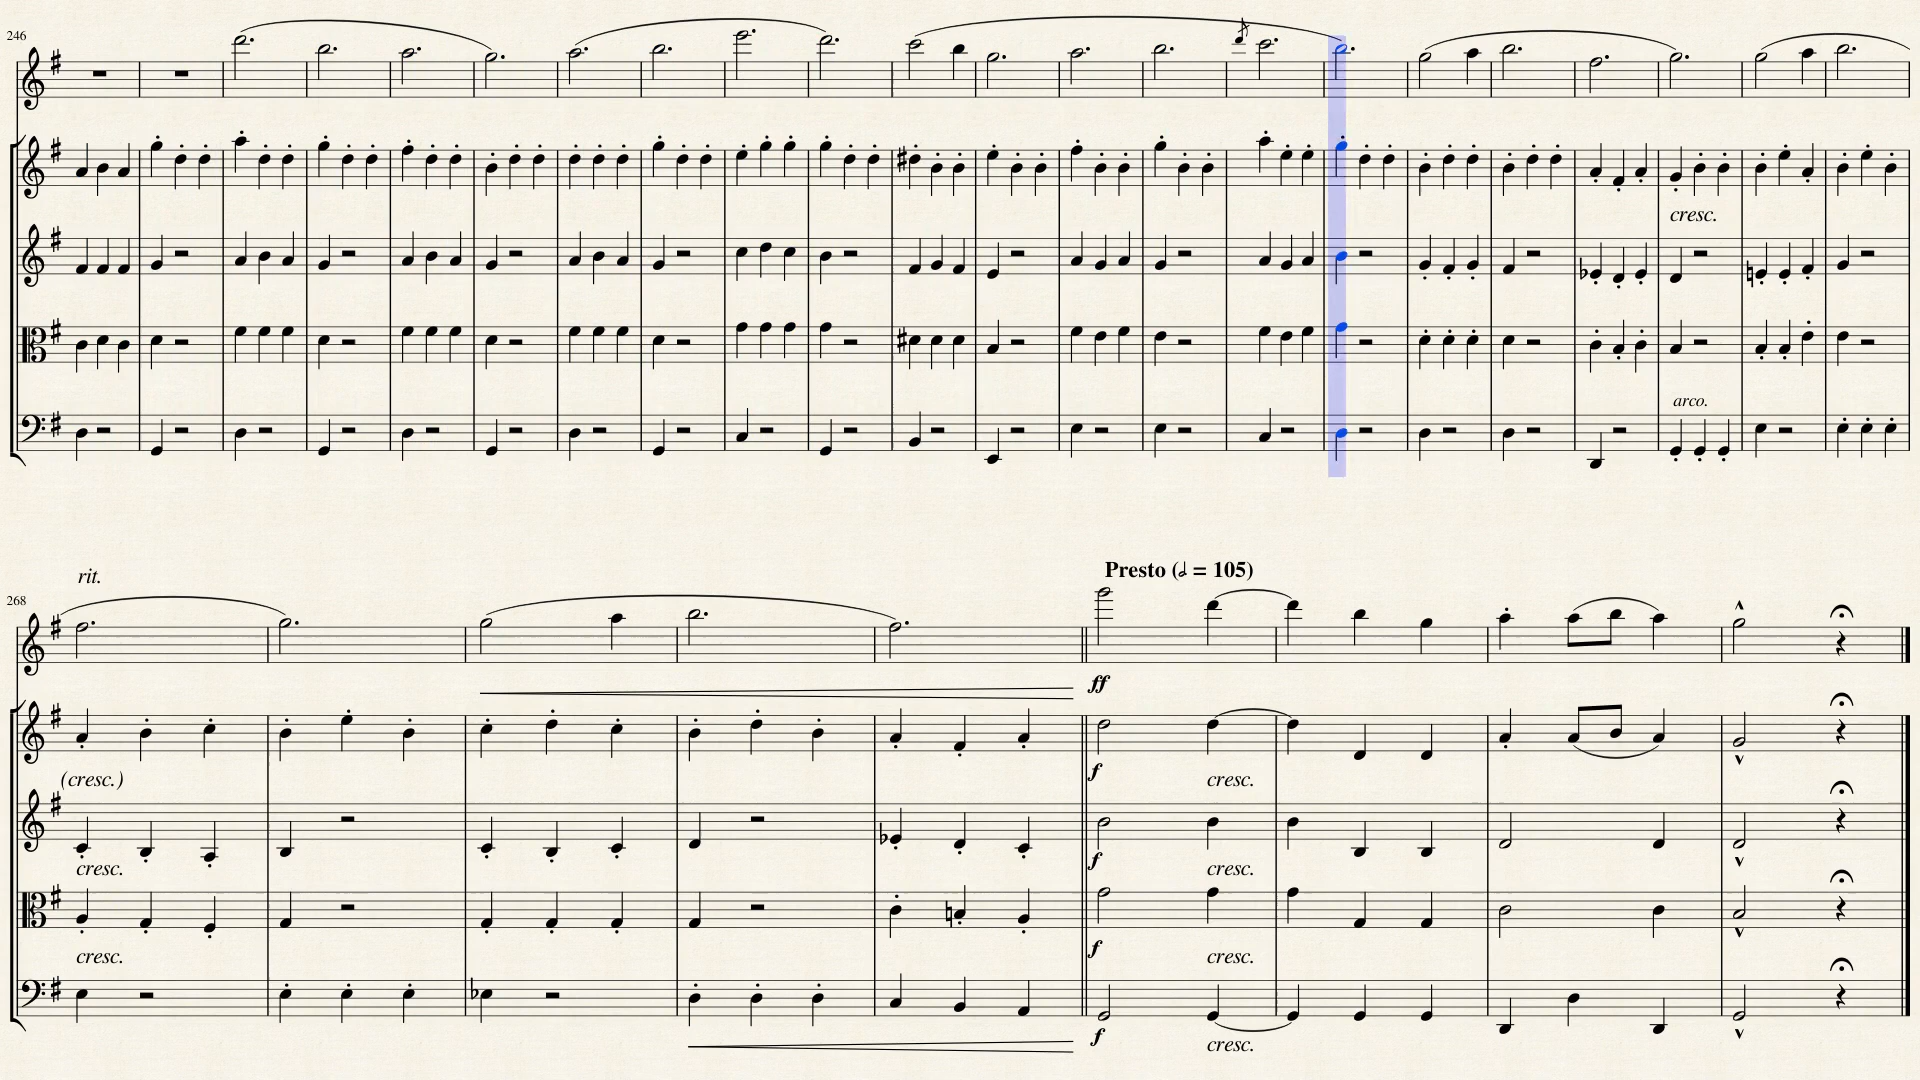 246
cresc.
arco.
rit.
268
Presto (𝅗𝅥 = 105)
ff
(cresc.)
f
cresc.
cresc.
f
cresc.
cresc.
f
cresc.
f
cresc.